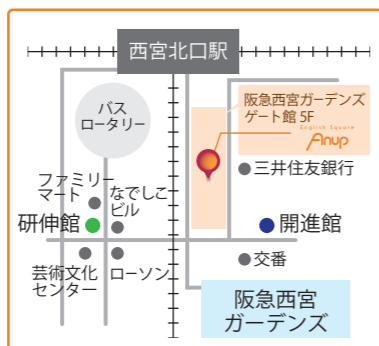 西宮北口駅
バス
ロータリー
阪急西宮ガーデンズ
ゲート館 5F
English Square
Anup
三井住友銀行
ファミリー
マート
なでしこ
ビル
研伸館
開進館
芸術文化
センター
ローソン
交番
阪急西宮
ガーデンズ